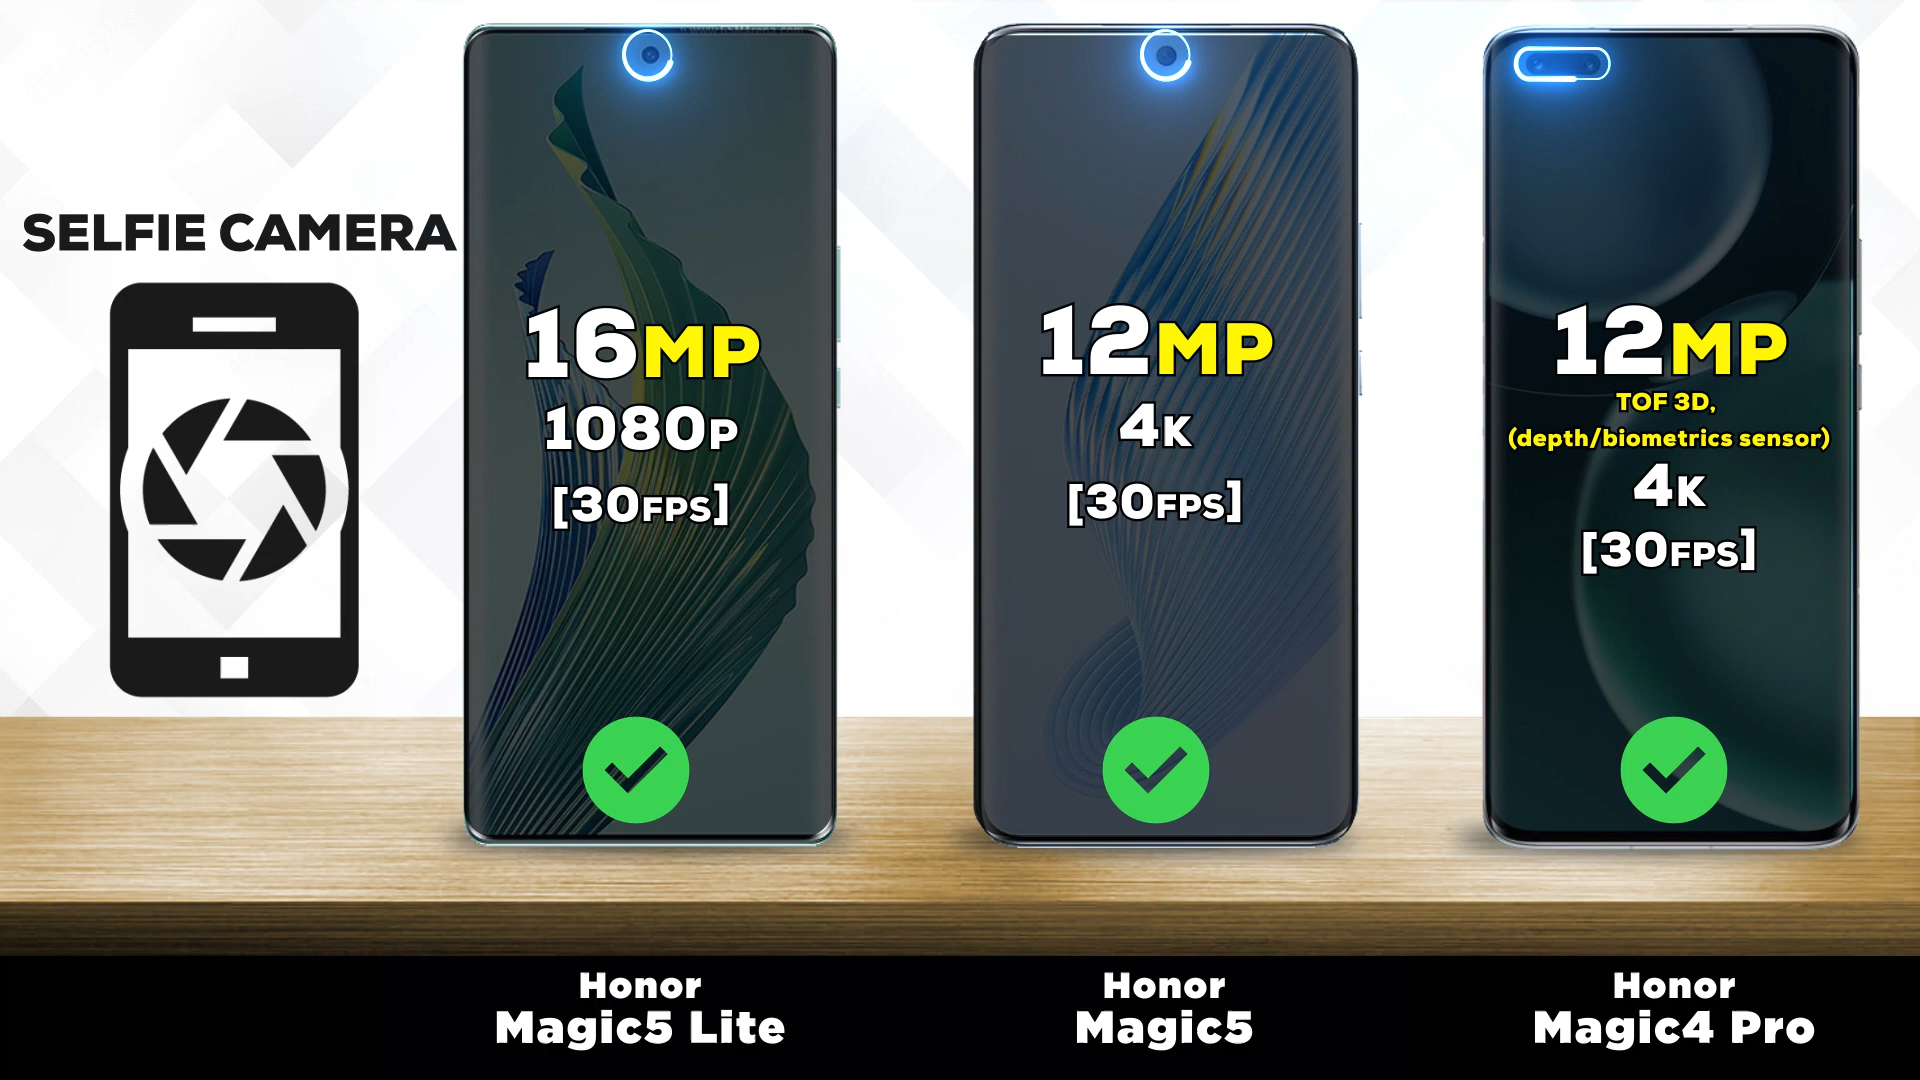 SELFIE CAMERA
16MP
1080P
[30FPS]
12MP
4K
[30FPS]
12MP
TOF 3D,
(depth/biometrics sensor)
4K
[30FPS]
Honor
Magic5 Lite
Honor
Magic5
Honor
Magic4 Pro